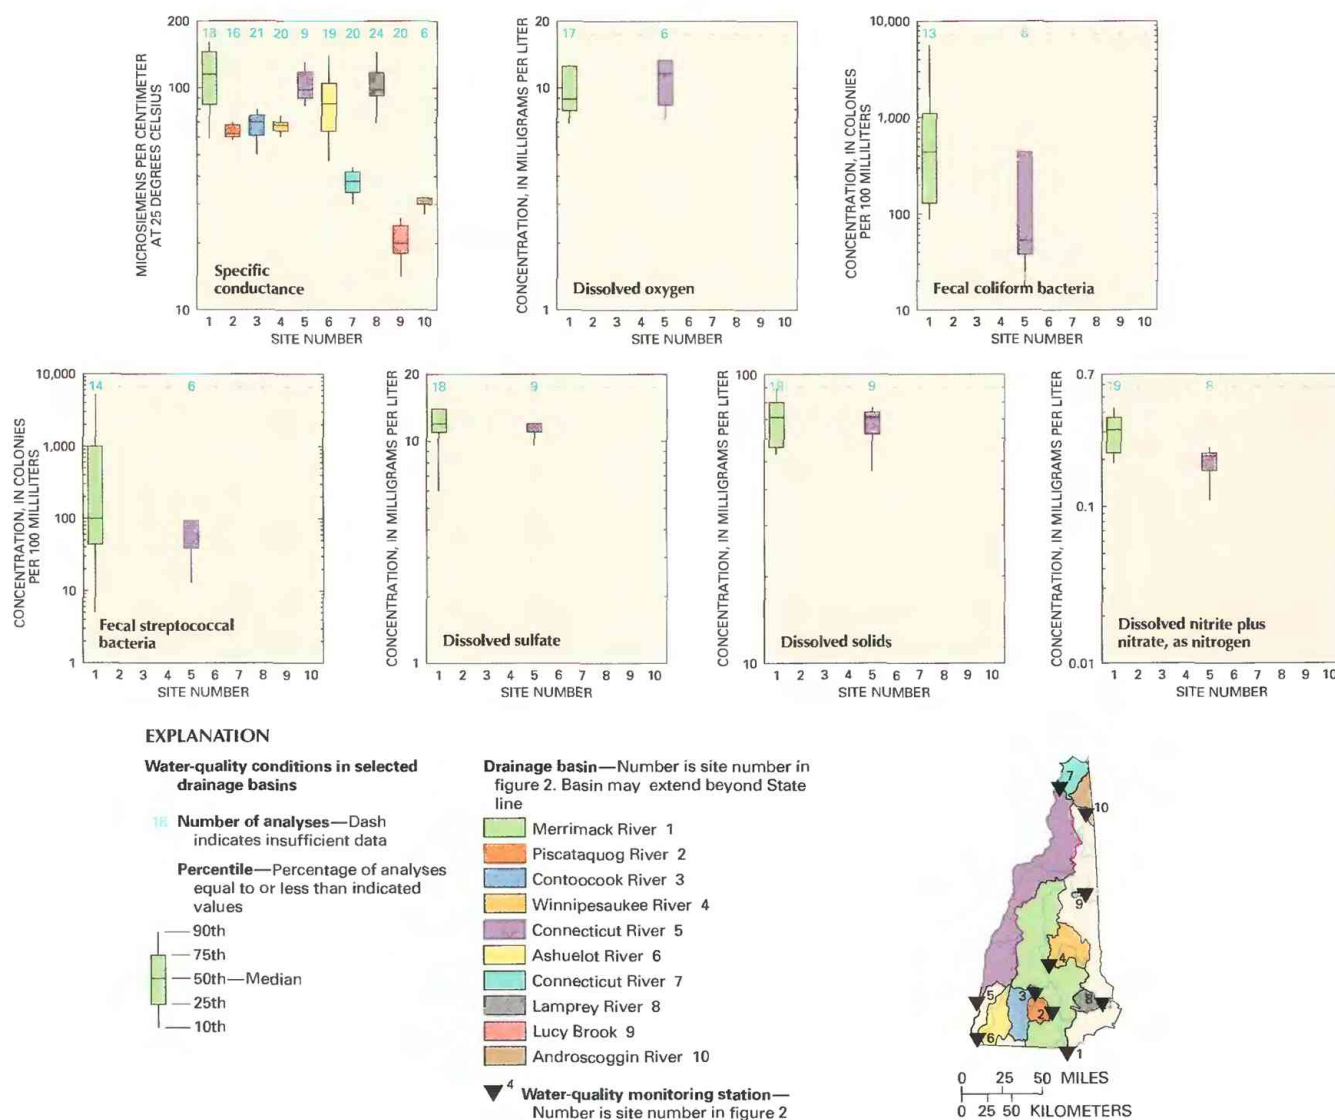 MICROSIEMENS PER CENTIMETER
AT 25 DEGREES CELSIUS
200
100
10
18 16 21 20 9 19 20 24 20 6
Specific
conductance
1 2 3 4 5 6 7 8 9 10
SITE NUMBER
CONCENTRATION, IN MILLIGRAMS PER LITER
20
10
1
17 6
Dissolved oxygen
1 2 3 4 5 6 7 8 9 10
SITE NUMBER
CONCENTRATION, IN COLONIES
PER 100 MILLILITERS
10,000
1,000
100
10
13 6
Fecal coliform bacteria
1 2 3 4 5 6 7 8 9 10
SITE NUMBER
CONCENTRATION, IN COLONIES
PER 100 MILLILITERS
10,000
1,000
100
10
1
14 6
Fecal streptococcal
bacteria
1 2 3 4 5 6 7 8 9 10
SITE NUMBER
CONCENTRATION, IN MILLIGRAMS PER LITER
20
10
1
18 9
Dissolved sulfate
1 2 3 4 5 6 7 8 9 10
SITE NUMBER
CONCENTRATION, IN MILLIGRAMS PER LITER
100
10
18 9
Dissolved solids
1 2 3 4 5 6 7 8 9 10
SITE NUMBER
CONCENTRATION, IN MILLIGRAMS PER LITER
0.7
0.1
0.01
19 8
Dissolved nitrite plus
nitrate, as nitrogen
1 2 3 4 5 6 7 8 9 10
SITE NUMBER
EXPLANATION
Water-quality conditions in selected
drainage basins
18 Number of analyses—Dash
indicates insufficient data
Percentile—Percentage of analyses
equal to or less than indicated
values
90th
75th
50th—Median
25th
10th
Drainage basin—Number is site number in
figure 2. Basin may extend beyond State
line
Merrimack River 1
Piscataquog River 2
Contoocook River 3
Winnipesaukee River 4
Connecticut River 5
Ashuelot River 6
Connecticut River 7
Lamprey River 8
Lucy Brook 9
Androscoggin River 10
4 Water-quality monitoring station—
Number is site number in figure 2
7
10
9
4
5
3
8
2
6
1
0 25 50 MILES
0 25 50 KILOMETERS